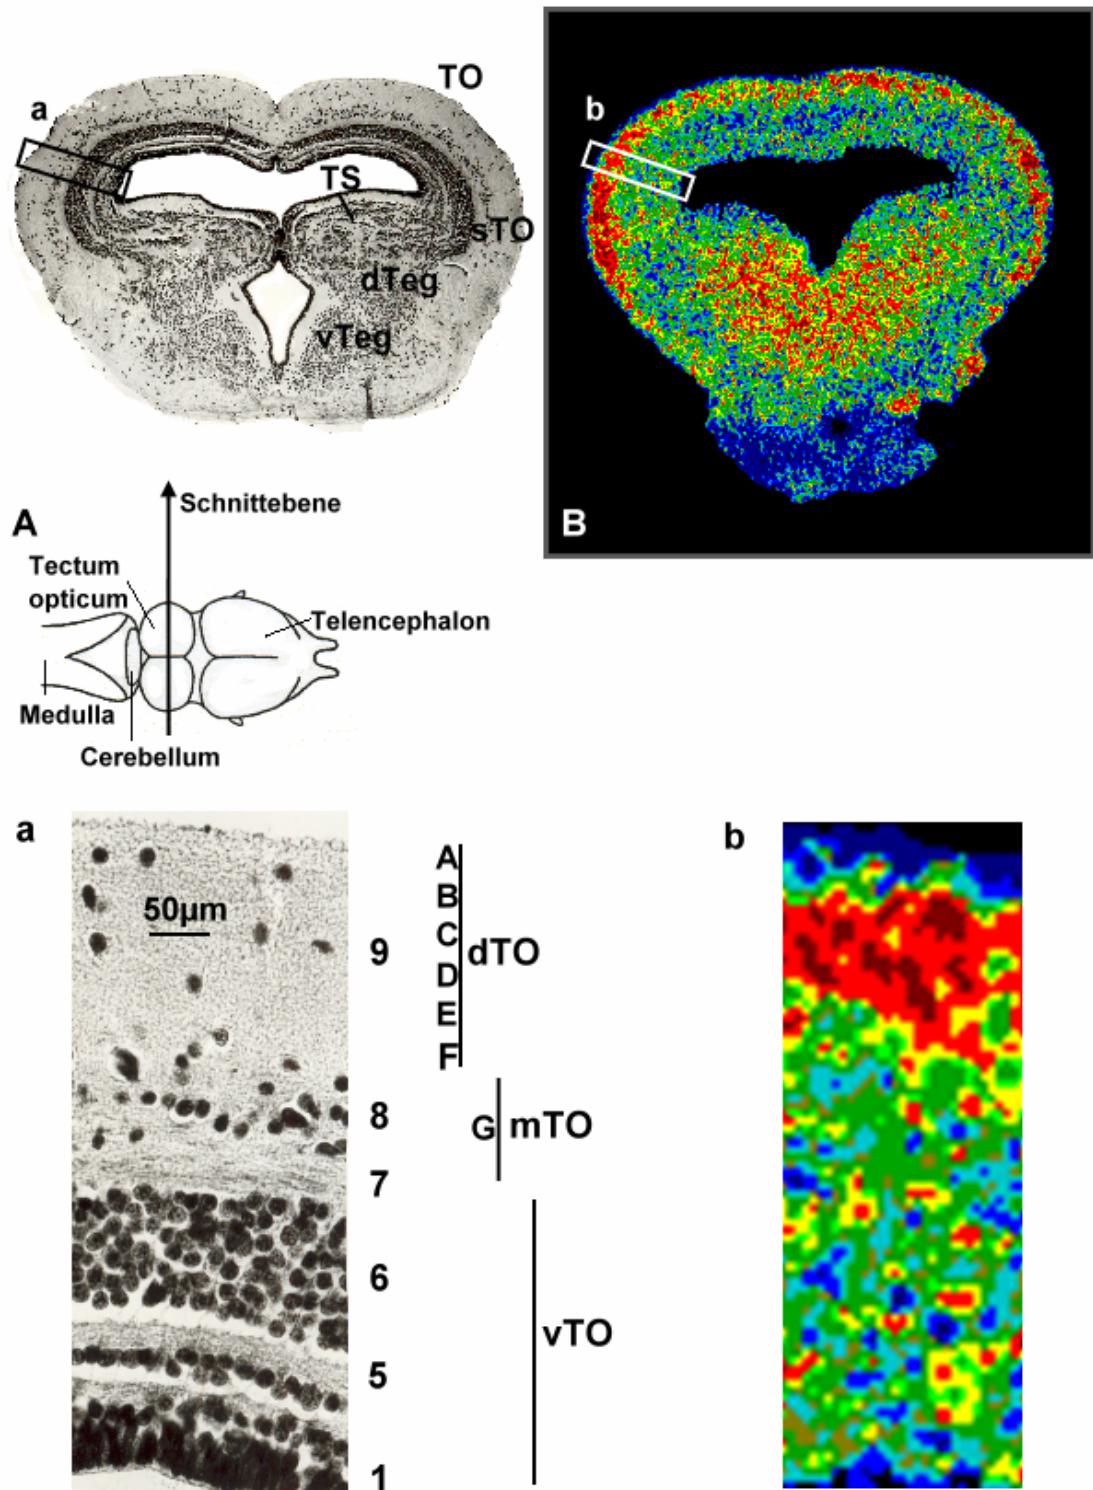 TO
a
TS
sTO
dTeg
vTeg
b
B
A
Schnittebene
Tectum
opticum
Telencephalon
Medulla
Cerebellum
a
50µm
9
8
7
6
5
1
A
B
C
D
E
F
dTO
G
mTO
vTO
b